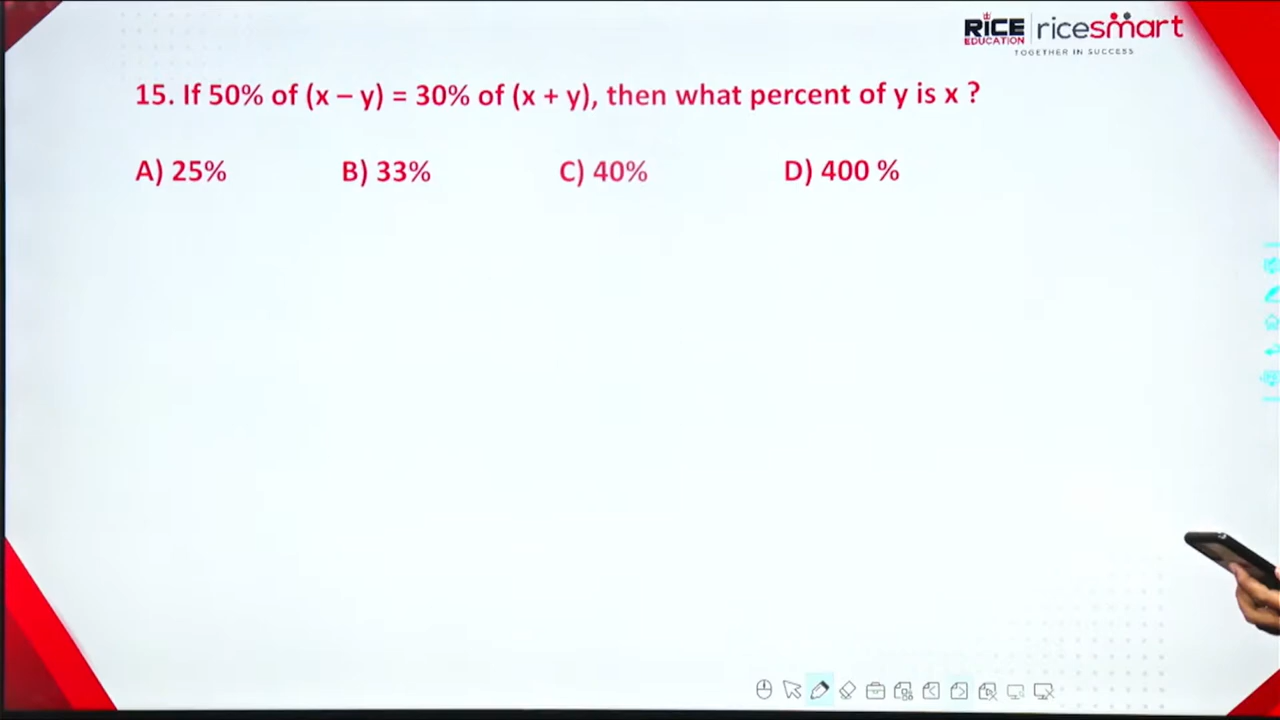 RICE EDUCATION ricesmart
TOGETHER IN SUCCESS
15. If 50% of (x – y) = 30% of (x + y), then what percent of y is x ?
A) 25% B) 33% C) 40% D) 400 %